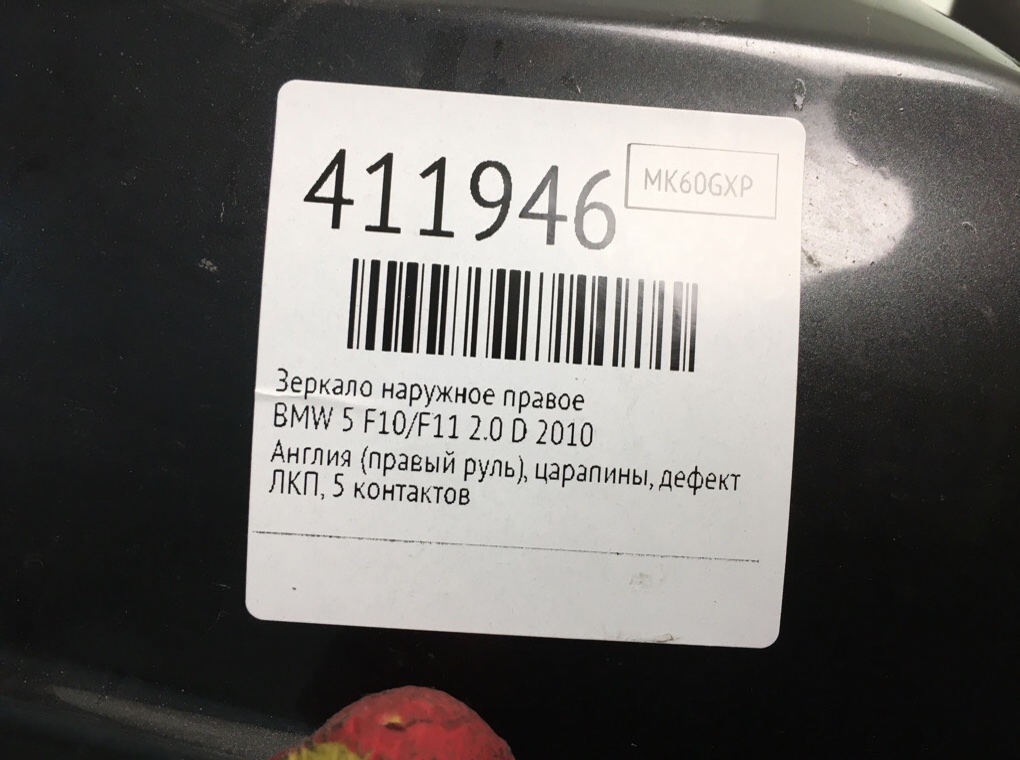 411946
MK60GXP
Зеркало наружное правое
BMW 5 F10/F11 2.0 D 2010
Англия (правый руль), царапины, дефект
ЛКП, 5 контактов